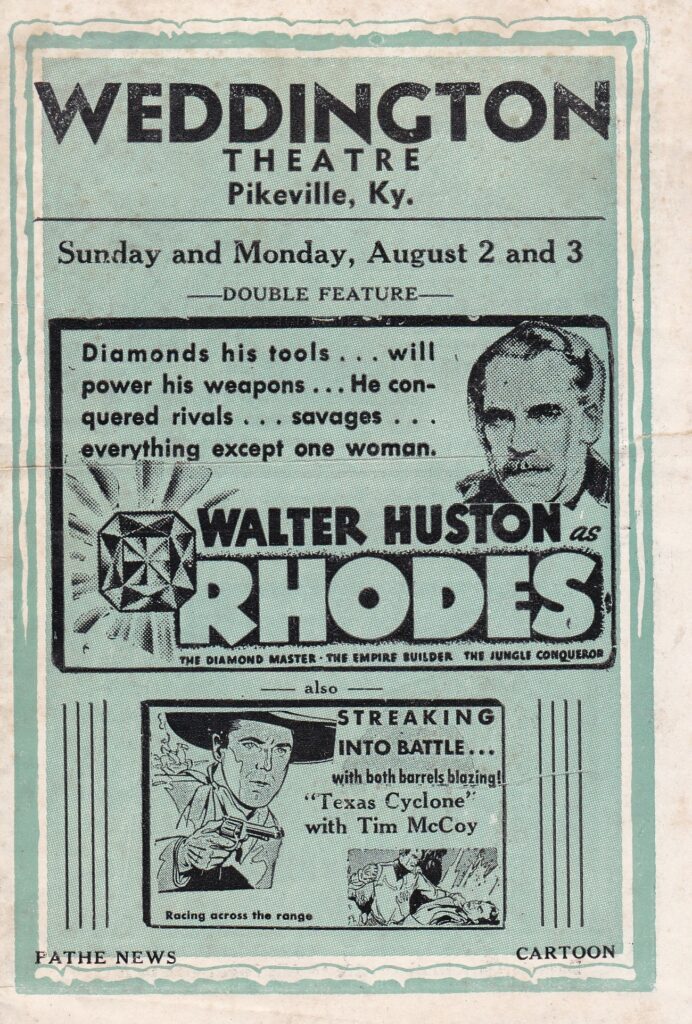 WEDDINGTON
THEATRE
Pikeville, Ky.
Sunday and Monday, August 2 and 3
—DOUBLE FEATURE—
Diamonds his tools . . . will
power his weapons . . . He con-
quered rivals . . . savages . . .
everything except one woman.
WALTER HUSTON as
RHODES
THE DIAMOND MASTER · THE EMPIRE BUILDER THE JUNGLE CONQUEROR
— also —
STREAKING
INTO BATTLE...
with both barrels blazing!
"Texas Cyclone"
with Tim McCoy
Racing across the range
PATHE NEWS
CARTOON